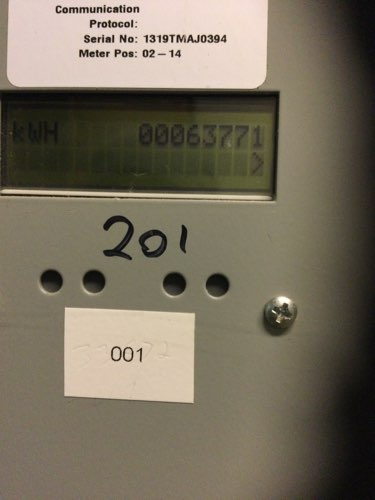 Communication
Protocol:
Serial No: 1319TMAJ0394
Meter Pos: 02-14
kWH 00063771
>
201
001